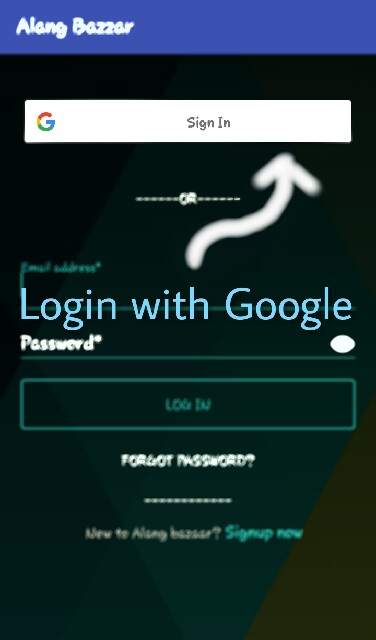 Alang Bazzar
Sign In
-------OR-------
Email address*
Login with Google
Password*
LOG IN
FORGOT PASSWORD?
------------
New to Alang bazaar? Signup now